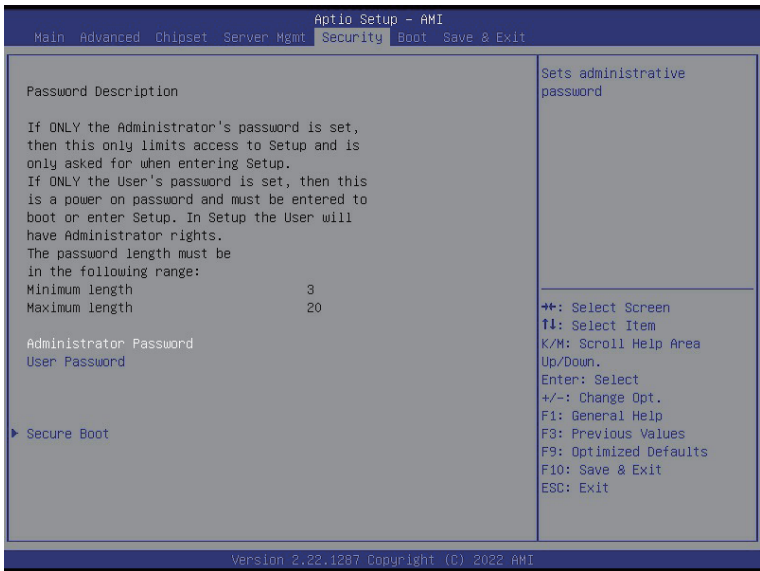 Aptio Setup – AMI
Main Advanced Chipset Server Mgmt Security Boot Save & Exit
Password Description
If ONLY the Administrator's password is set,
then this only limits access to Setup and is
only asked for when entering Setup.
If ONLY the User's password is set, then this
is a power on password and must be entered to
boot or enter Setup. In Setup the User will
have Administrator rights.
The password length must be
in the following range:
Minimum length 3
Maximum length 20
Administrator Password
User Password
▶ Secure Boot
Sets administrative
password
→←: Select Screen
↑↓: Select Item
K/M: Scroll Help Area
Up/Down.
Enter: Select
+/-: Change Opt.
F1: General Help
F3: Previous Values
F9: Optimized Defaults
F10: Save & Exit
ESC: Exit
Version 2.22.1287 Copyright (C) 2022 AMI